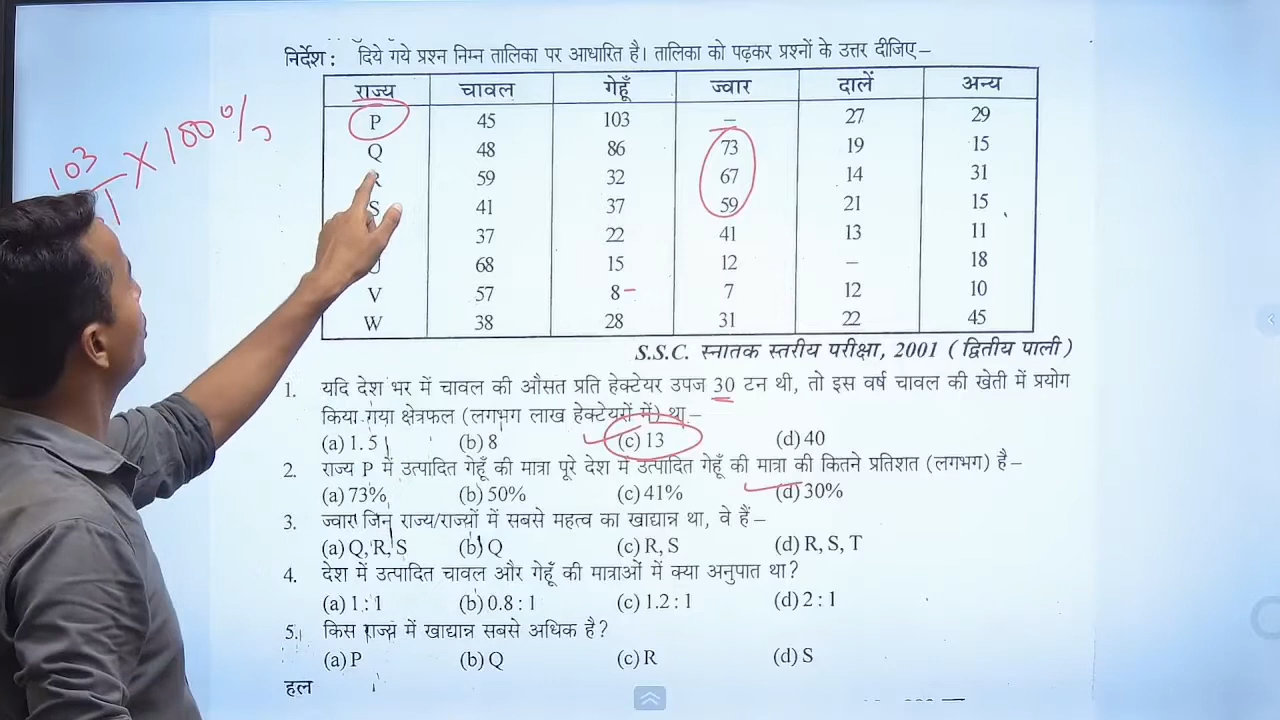 निर्देश : दिये गये प्रश्न निम्न तालिका पर आधारित है। तालिका को पढ़कर प्रश्नों के उत्तर दीजिए–
राज्य चावल गेहूँ ज्वार दालें अन्य
P 45 103 – 27 29
Q 48 86 73 19 15
R 59 32 67 14 31
S 41 37 59 21 15
37 22 41 13 11
68 15 12 – 18
V 57 8 7 12 10
W 38 28 31 22 45
103 × 100%
S.S.C. स्नातक स्तरीय परीक्षा, 2001 ( द्वितीय पाली )
1. यदि देश भर में चावल की औसत प्रति हेक्टेयर उपज 30 टन थी, तो इस वर्ष चावल की खेती में प्रयोग
किया गया क्षेत्रफल (लगभग लाख हेक्टेयरों में) था–
(a) 1.5 (b) 8 (c) 13 (d) 40
2. राज्य P में उत्पादित गेहूँ की मात्रा पूरे देश में उत्पादित गेहूँ की मात्रा की कितने प्रतिशत (लगभग) है–
(a) 73% (b) 50% (c) 41% (d) 30%
3. ज्वार जिन राज्य/राज्यों में सबसे महत्व का खाद्यान्न था, वे हैं–
(a) Q, R, S (b) Q (c) R, S (d) R, S, T
4. देश में उत्पादित चावल और गेहूँ की मात्राओं में क्या अनुपात था?
(a) 1 : 1 (b) 0.8 : 1 (c) 1.2 : 1 (d) 2 : 1
5. किस राज्य में खाद्यान्न सबसे अधिक है?
(a) P (b) Q (c) R (d) S
हल